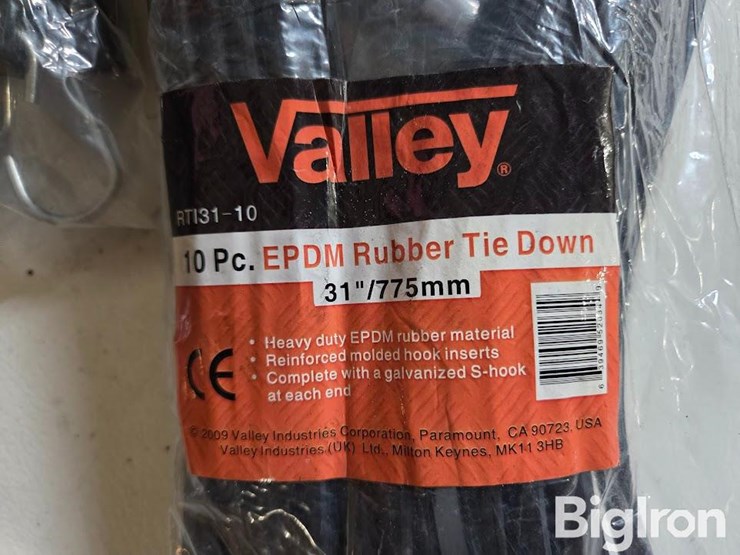 Valley®
RTI31-10
10 Pc. EPDM Rubber Tie Down
31"/775mm
• Heavy duty EPDM rubber material
• Reinforced molded hook inserts
• Complete with a galvanized S-hook
at each end
CE
© 2009 Valley Industries Corporation, Paramount, CA 90723. USA
Valley Industries (UK) Ltd., Milton Keynes, MK11 3HB
BigIron